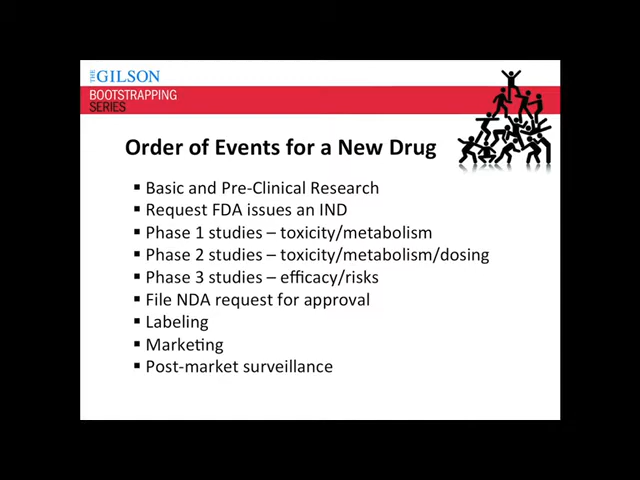 THE GILSON
BOOTSTRAPPING
SERIES
Order of Events for a New Drug
▪ Basic and Pre-Clinical Research
▪ Request FDA issues an IND
▪ Phase 1 studies – toxicity/metabolism
▪ Phase 2 studies – toxicity/metabolism/dosing
▪ Phase 3 studies – efficacy/risks
▪ File NDA request for approval
▪ Labeling
▪ Marketing
▪ Post-market surveillance